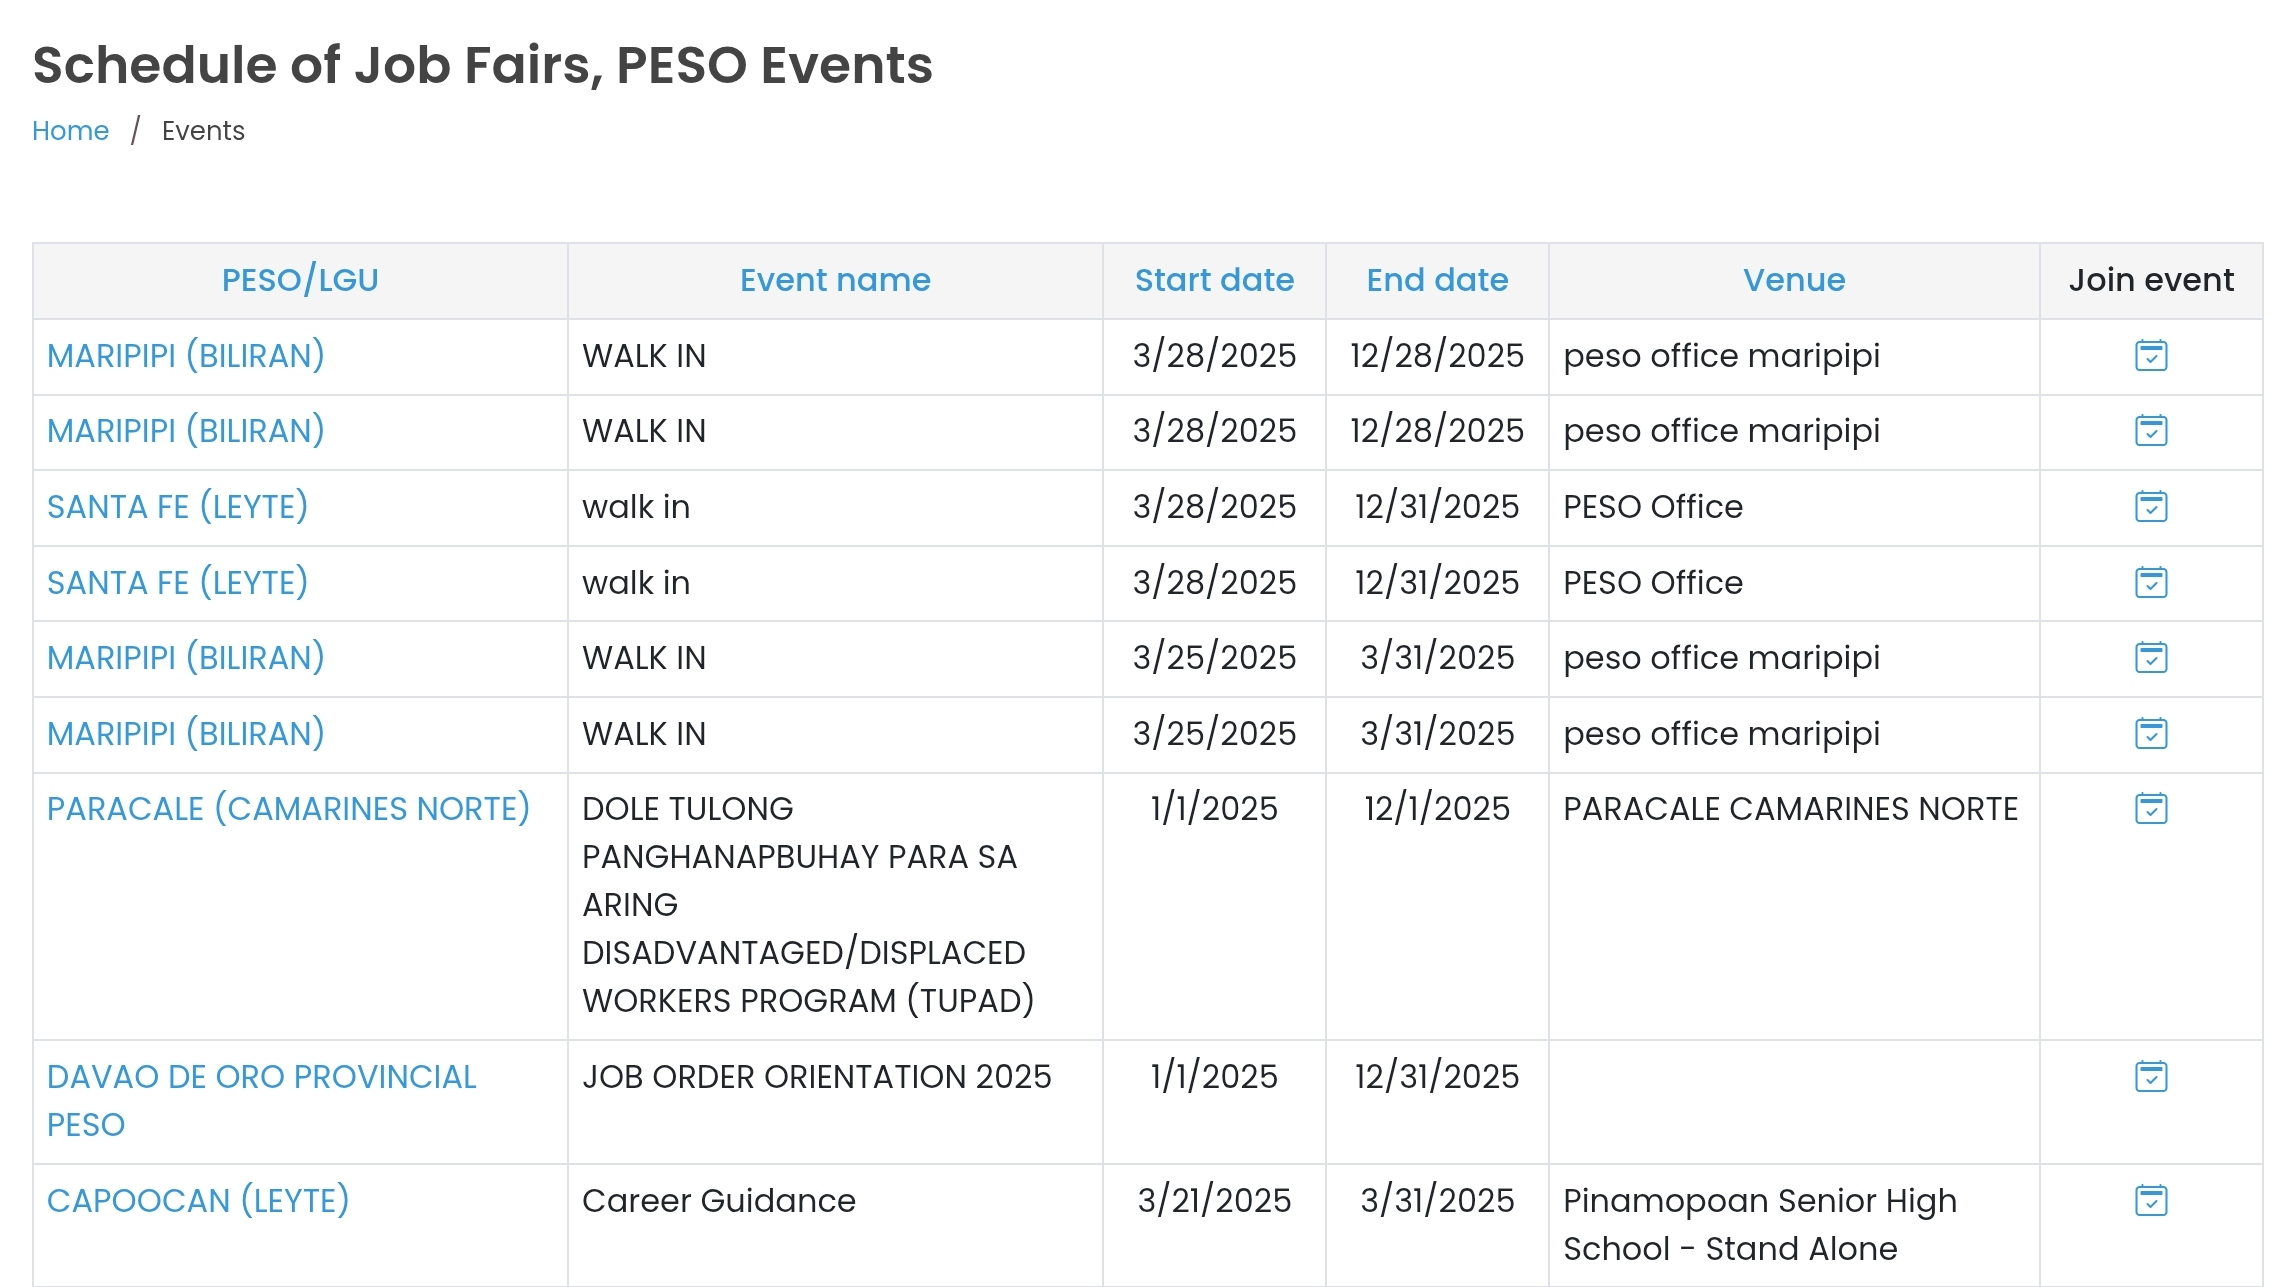 Schedule of Job Fairs, PESO Events
Home / Events
PESO/LGU Event name Start date End date Venue Join event
MARIPIPI (BILIRAN) WALK IN 3/28/2025 12/28/2025 peso office maripipi
MARIPIPI (BILIRAN) WALK IN 3/28/2025 12/28/2025 peso office maripipi
SANTA FE (LEYTE) walk in 3/28/2025 12/31/2025 PESO Office
SANTA FE (LEYTE) walk in 3/28/2025 12/31/2025 PESO Office
MARIPIPI (BILIRAN) WALK IN 3/25/2025 3/31/2025 peso office maripipi
MARIPIPI (BILIRAN) WALK IN 3/25/2025 3/31/2025 peso office maripipi
PARACALE (CAMARINES NORTE) DOLE TULONG 1/1/2025 12/1/2025 PARACALE CAMARINES NORTE
PANGHANAPBUHAY PARA SA
ARING
DISADVANTAGED/DISPLACED
WORKERS PROGRAM (TUPAD)
DAVAO DE ORO PROVINCIAL JOB ORDER ORIENTATION 2025 1/1/2025 12/31/2025
PESO
CAPOOCAN (LEYTE) Career Guidance 3/21/2025 3/31/2025 Pinamopoan Senior High
School - Stand Alone